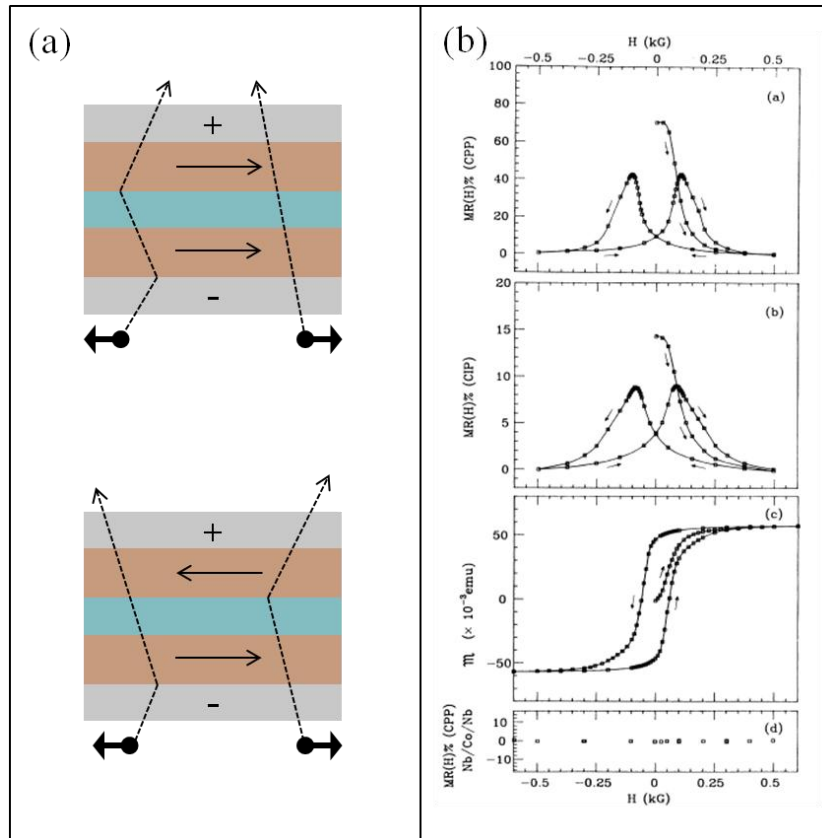 (a)
+
-
+
-
(b)
H (kG)
-0.5 -0.25 0 0.25 0.5
(a)
100
80
60
40
20
0
MR(H)% (CPP)
(b)
20
15
10
5
0
MR(H)% (CIP)
(c)
50
0
-50
m (× 10⁻³emu)
(d)
10
0
-10
MR(H)% (CPP)
Nb/Co/Nb
-0.5 -0.25 0 0.25 0.5
H (kG)